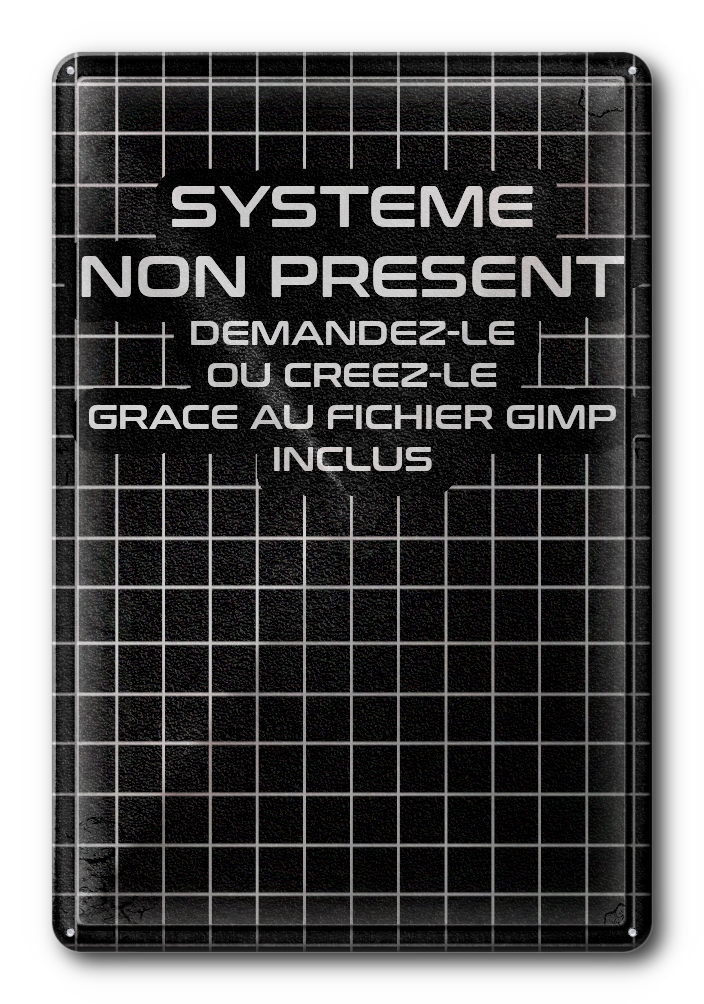 SYSTEME
NON PRESENT
DEMANDEZ-LE
OU CREEZ-LE
GRACE AU FICHIER GIMP
INCLUS